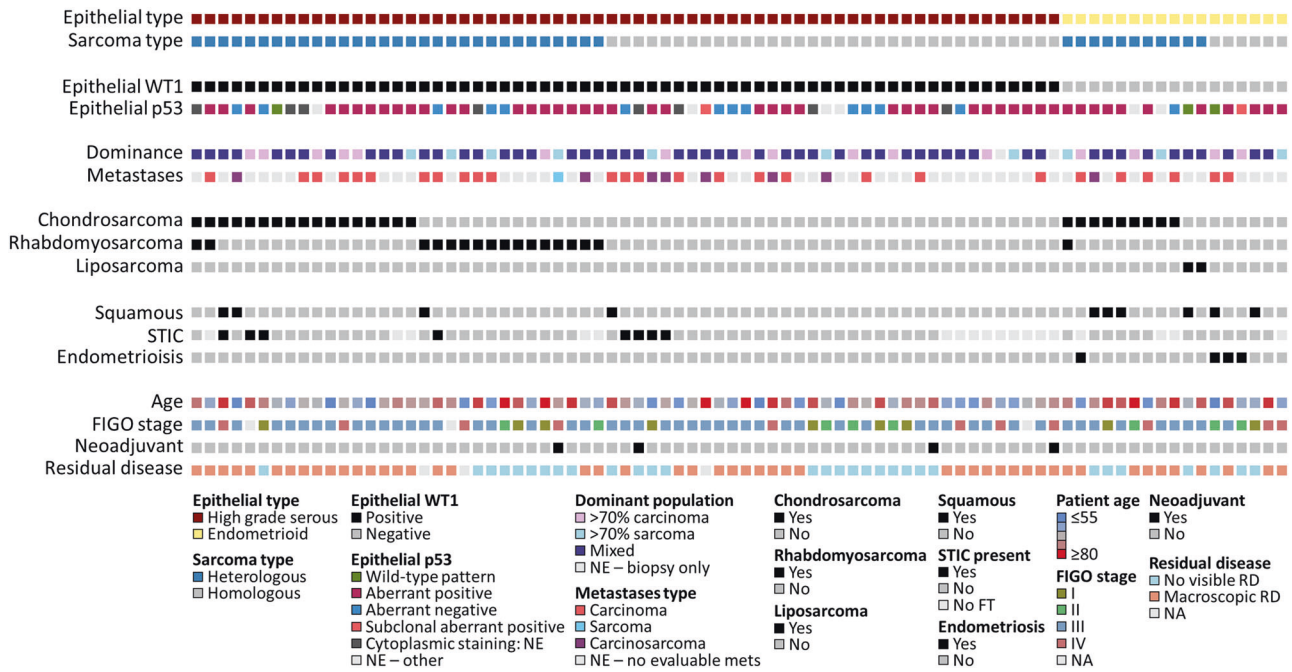 Epithelial type
Sarcoma type
Epithelial WT1
Epithelial p53
Dominance
Metastases
Chondrosarcoma
Rhabdomyosarcoma
Liposarcoma
Squamous
STIC
Endometrioisis
Age
FIGO stage
Neoadjuvant
Residual disease
Epithelial type
High grade serous
Endometrioid
Sarcoma type
Heterologous
Homologous
Epithelial WT1
Positive
Negative
Epithelial p53
Wild-type pattern
Aberrant positive
Aberrant negative
Subclonal aberrant positive
Cytoplasmic staining: NE
NE – other
Dominant population
>70% carcinoma
>70% sarcoma
Mixed
NE – biopsy only
Metastases type
Carcinoma
Sarcoma
Carcinosarcoma
NE – no evaluable mets
Chondrosarcoma
Yes
No
Rhabdomyosarcoma
Yes
No
Liposarcoma
Yes
No
Squamous
Yes
No
STIC present
Yes
No
No FT
Endometriosis
Yes
No
Patient age
≤55
≥80
FIGO stage
I
II
III
IV
NA
Neoadjuvant
Yes
No
Residual disease
No visible RD
Macroscopic RD
NA